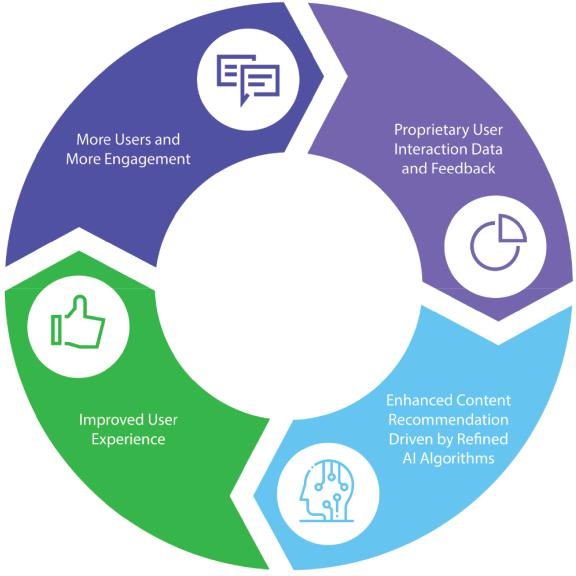 More Users and
More Engagement
Proprietary User
Interaction Data
and Feedback
Enhanced Content
Recommendation
Driven by Refined
AI Algorithms
Improved User
Experience